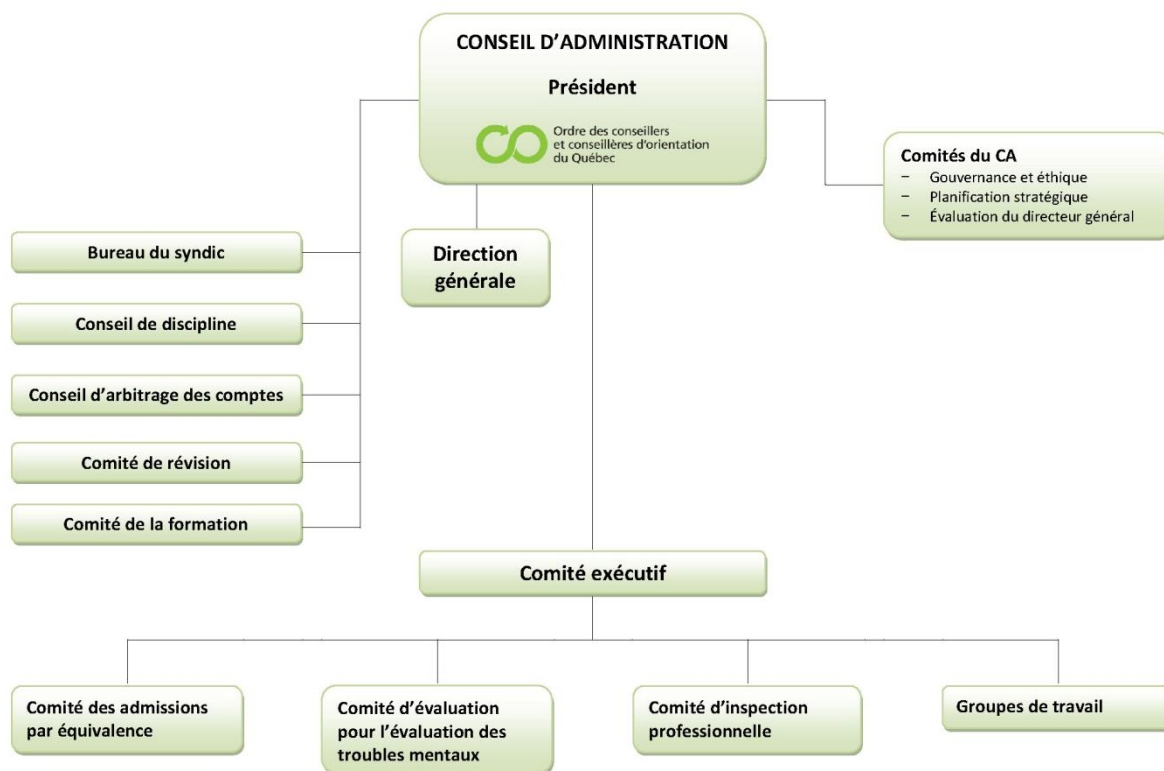 CONSEIL D’ADMINISTRATION
Président
Ordre des conseillers
et conseillères d’orientation
du Québec
Comités du CA
– Gouvernance et éthique
– Planification stratégique
– Évaluation du directeur général
Direction
générale
Bureau du syndic
Conseil de discipline
Conseil d’arbitrage des comptes
Comité de révision
Comité de la formation
Comité exécutif
Comité des admissions
par équivalence
Comité d’évaluation
pour l’évaluation des
troubles mentaux
Comité d’inspection
professionnelle
Groupes de travail